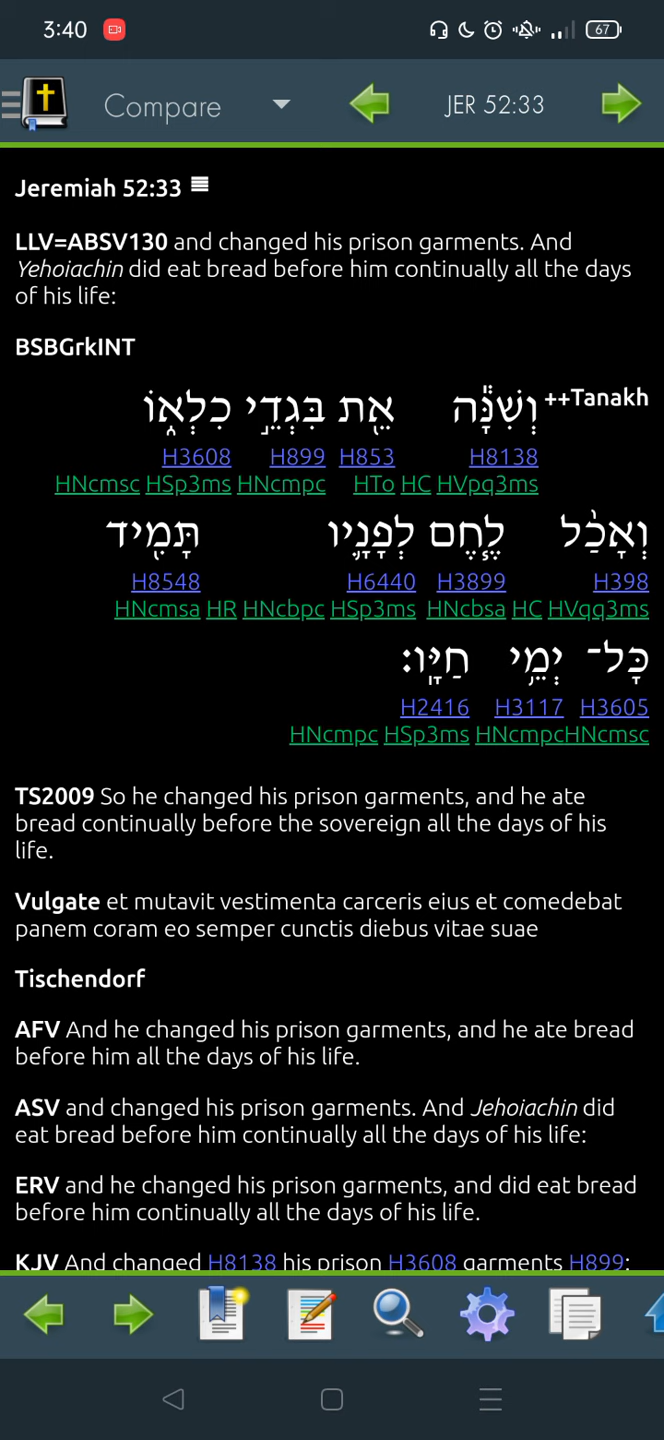 3:40
67
Compare
JER 52:33
Jeremiah 52:33
LLV=ABSV130 and changed his prison garments. And
Yehoiachin did eat bread before him continually all the days
of his life:
BSBGrkINT
++Tanakh וְשִׁנָּ֕ה אֵ֖ת בִּגְדֵ֣י כִלְא֑וֹ
H8138 H853 H899 H3608
HNcmsc HSp3ms HNcmpc HTo HC HVpq3ms
וְאָכַ֨ל לֶ֧חֶם לְפָנָ֛יו תָּמִ֖יד
H398 H3899 H6440 H8548
HNcmsa HR HNcbpc HSp3ms HNcbsa HC HVqq3ms
כָּל־ יְמֵ֥י חַיָּֽו׃
H3605 H3117 H2416
HNcmpc HSp3ms HNcmpcHNcmsc
TS2009 So he changed his prison garments, and he ate
bread continually before the sovereign all the days of his
life.
Vulgate et mutavit vestimenta carceris eius et comedebat
panem coram eo semper cunctis diebus vitae suae
Tischendorf
AFV And he changed his prison garments, and he ate bread
before him all the days of his life.
ASV and changed his prison garments. And Jehoiachin did
eat bread before him continually all the days of his life:
ERV and he changed his prison garments, and did eat bread
before him continually all the days of his life.
KJV And changed H8138 his prison H3608 garments H899: